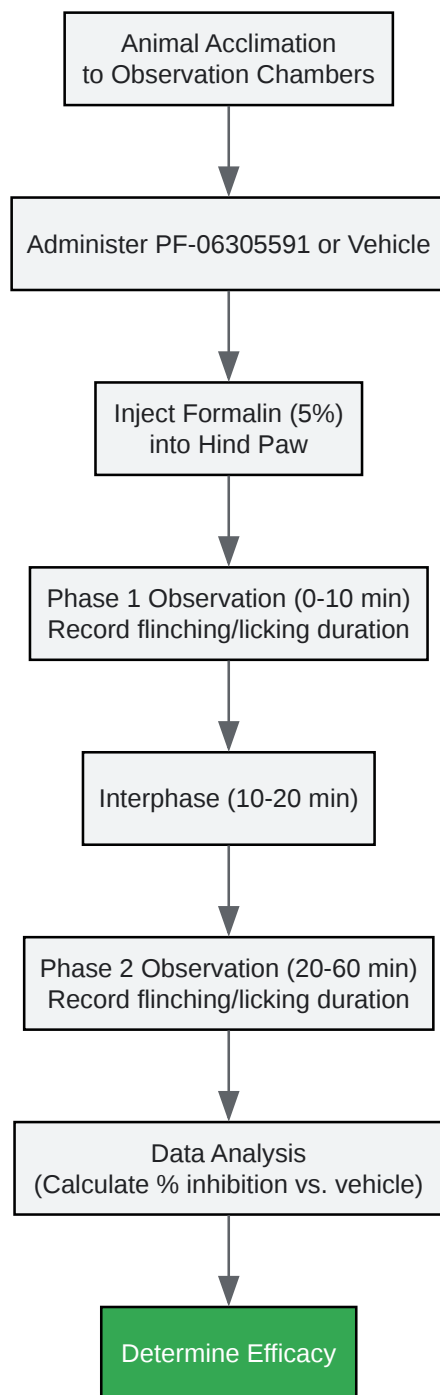 Animal Acclimation
to Observation Chambers
Administer PF-06305591 or Vehicle
Inject Formalin (5%)
into Hind Paw
Phase 1 Observation (0-10 min)
Record flinching/licking duration
Interphase (10-20 min)
Phase 2 Observation (20-60 min)
Record flinching/licking duration
Data Analysis
(Calculate % inhibition vs. vehicle)
Determine Efficacy